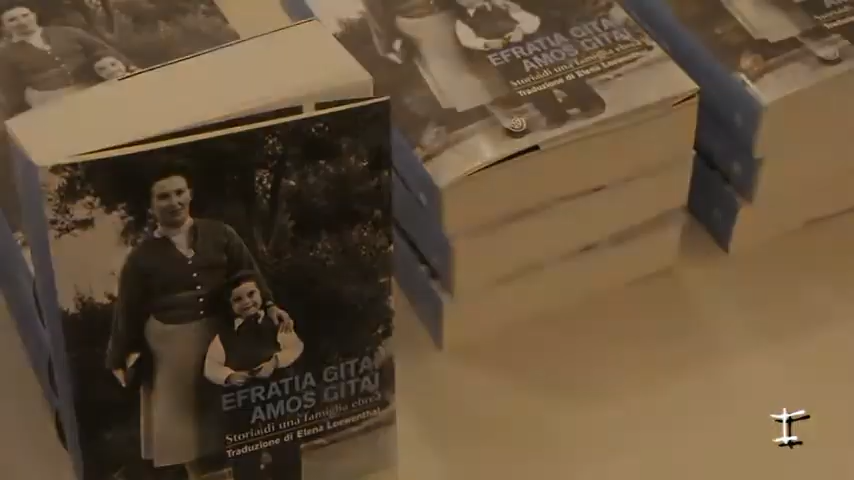 EFRATIA GITAI
AMOS GITAI
Storia di una famiglia ebrea
Traduzione di Elena Loewenthal
EFRATIA GITAI
AMOS GITAI
Storia di una famiglia ebrea
Traduzione di Elena Loewenthal